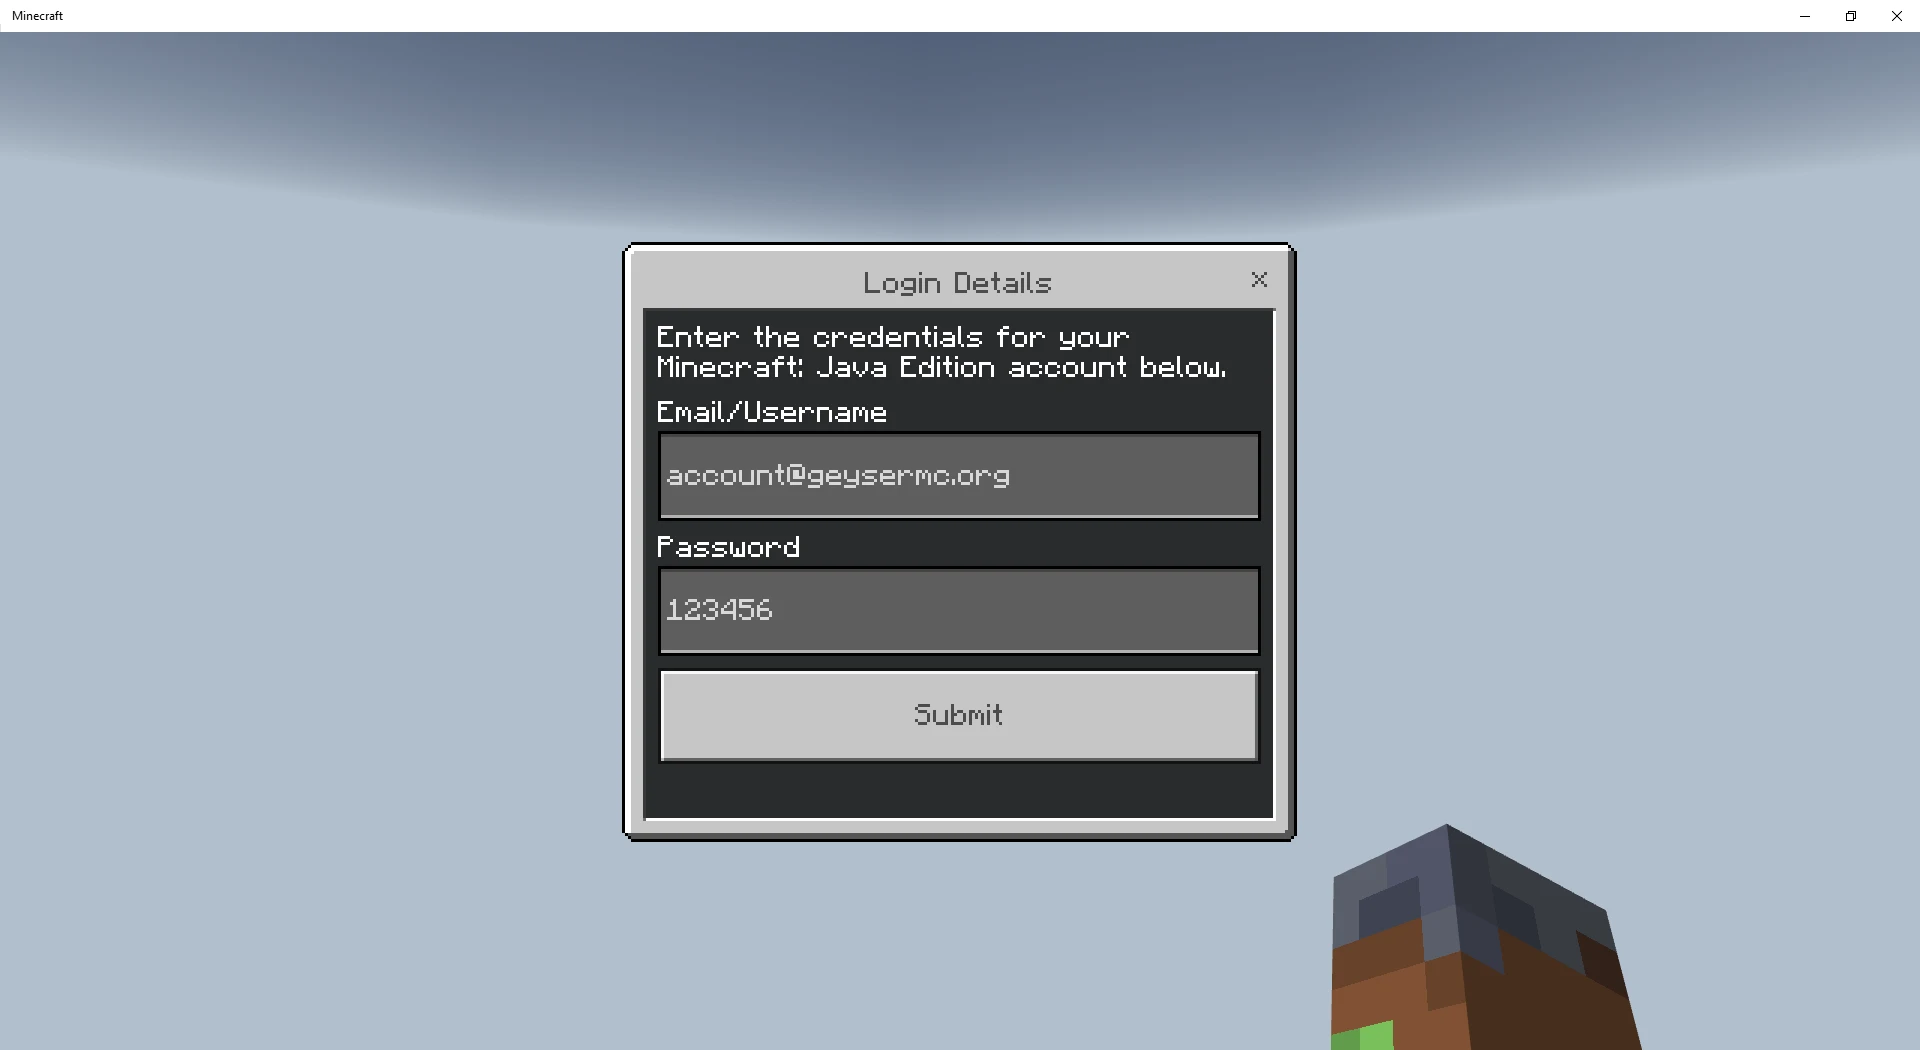 Minecraft
Login Details
Enter the credentials for your
Minecraft: Java Edition account below.
Email/Username
account@geysermc.org
Password
123456
Submit